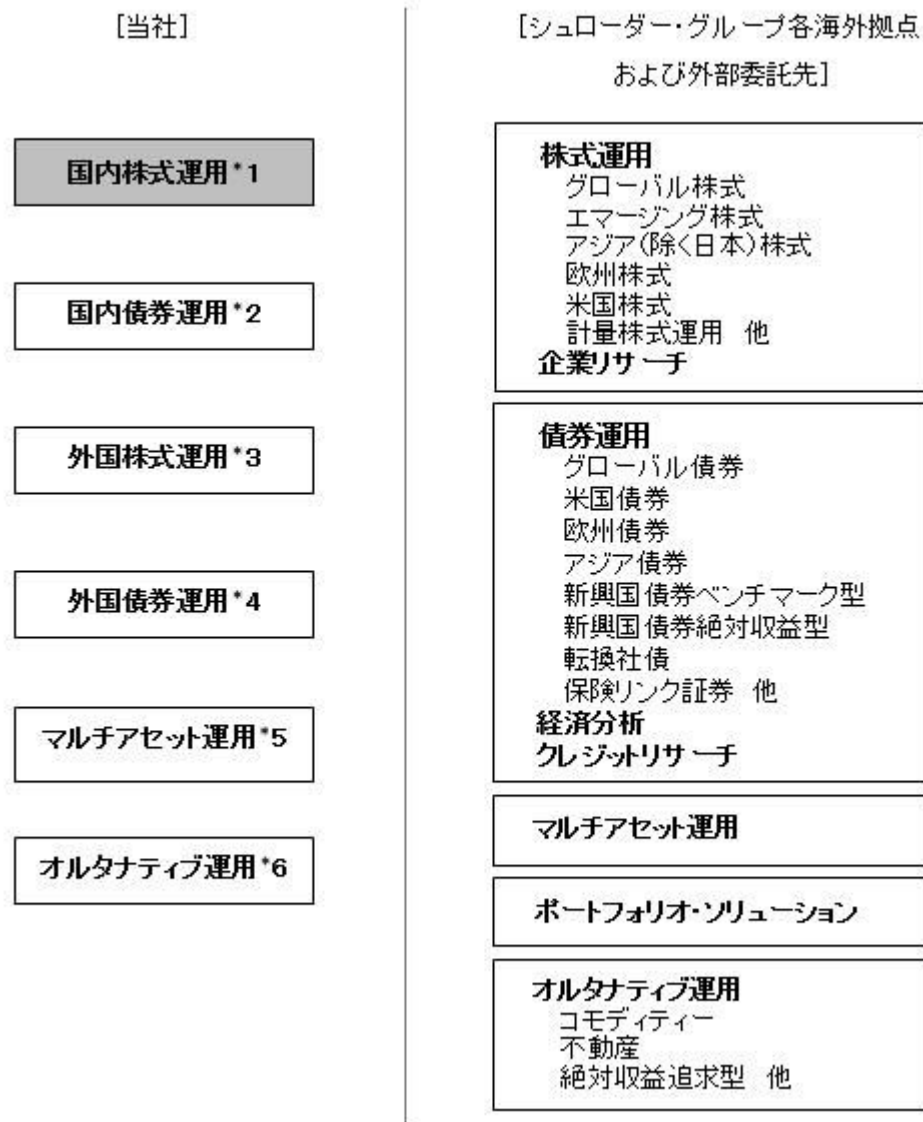 [当社]
国内株式運用*1
国内債券運用*2
外国株式運用*3
外国債券運用*4
マルチアセット運用*5
オルタナティブ運用*6
[シュローダー・グループ各海外拠点
および外部委託先]
株式運用
グローバル株式
エマージング株式
アジア(除く日本)株式
欧州株式
米国株式
計量株式運用 他
企業リサーチ
債券運用
グローバル債券
米国債券
欧州債券
アジア債券
新興国債券ベンチマーク型
新興国債券絶対収益型
転換社債
保険リンク証券 他
経済分析
クレジットリサーチ
マルチアセット運用
ポートフォリオ・ソリューション
オルタナティブ運用
コモディティー
不動産
絶対収益追求型 他